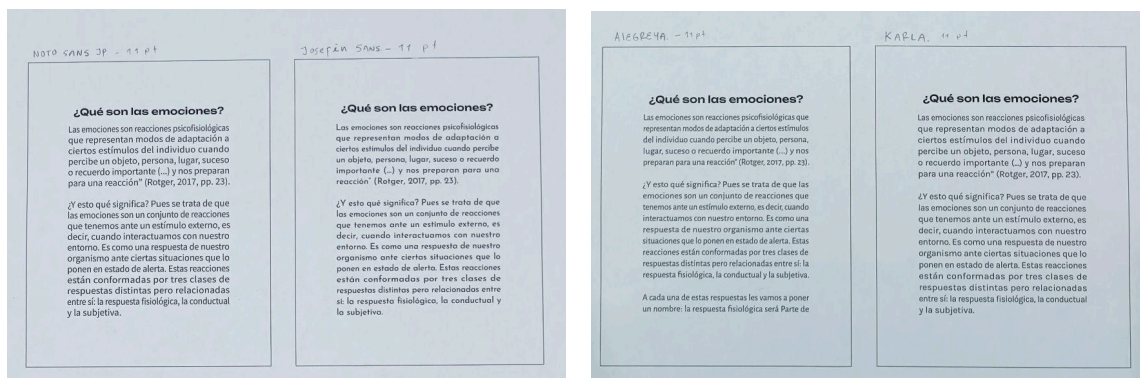 NOTO SANS JP - 11 pt
¿Qué son las emociones?
Las emociones son reacciones psicofisiológicas
que representan modos de adaptación a
ciertos estímulos del individuo cuando
percibe un objeto, persona, lugar, suceso
o recuerdo importante (...) y nos preparan
para una reacción" (Rotger, 2017, pp. 23).
¿Y esto qué significa? Pues se trata de que
las emociones son un conjunto de reacciones
que tenemos ante un estímulo externo, es
decir, cuando interactuamos con nuestro
entorno. Es como una respuesta de nuestro
organismo ante ciertas situaciones que lo
ponen en estado de alerta. Estas reacciones
están conformadas por tres clases de
respuestas distintas pero relacionadas
entre sí: la respuesta fisiológica, la conductual
y la subjetiva.
Josefin SANS - 11 pt
¿Qué son las emociones?
Las emociones son reacciones psicofisiológicas
que representan modos de adaptación a
ciertos estímulos del individuo cuando percibe
un objeto, persona, lugar, suceso o recuerdo
importante (...) y nos preparan para una
reacción" (Rotger, 2017, pp. 23).
¿Y esto qué significa? Pues se trata de que
las emociones son un conjunto de reacciones
que tenemos ante un estímulo externo, es
decir, cuando interactuamos con nuestro
entorno. Es como una respuesta de nuestro
organismo ante ciertas situaciones que lo
ponen en estado de alerta. Estas reacciones
están conformadas por tres clases de
respuestas distintas pero relacionadas entre
sí: la respuesta fisiológica, la conductual y
la subjetiva.
AlEGREYA. - 11 pt
¿Qué son las emociones?
Las emociones son reacciones psicofisiológicas que
representan modos de adaptación a ciertos estímulos
del individuo cuando percibe un objeto, persona,
lugar, suceso o recuerdo importante (...) y nos
preparan para una reacción" (Rotger, 2017, pp. 23).
¿Y esto qué significa? Pues se trata de que las
emociones son un conjunto de reacciones que
tenemos ante un estímulo externo, es decir, cuando
interactuamos con nuestro entorno. Es como una
respuesta de nuestro organismo ante ciertas
situaciones que lo ponen en estado de alerta. Estas
reacciones están conformadas por tres clases de
respuestas distintas pero relacionadas entre sí: la
respuesta fisiológica, la conductual y la subjetiva.
A cada una de estas respuestas les vamos a poner
un nombre: la respuesta fisiológica será Parte de
KARLA. 11 pt
¿Qué son las emociones?
Las emociones son reacciones psicofisiológicas
que representan modos de adaptación a
ciertos estímulos del individuo cuando
percibe un objeto, persona, lugar, suceso
o recuerdo importante (...) y nos preparan
para una reacción" (Rotger, 2017, pp. 23).
¿Y esto qué significa? Pues se trata de que
las emociones son un conjunto de reacciones
que tenemos ante un estímulo externo, es
decir, cuando interactuamos con nuestro
entorno. Es como una respuesta de nuestro
organismo ante ciertas situaciones que lo
ponen en estado de alerta. Estas reacciones
están conformadas por tres clases de
respuestas distintas pero relacionadas
entre sí: la respuesta fisiológica, la conductual
y la subjetiva.